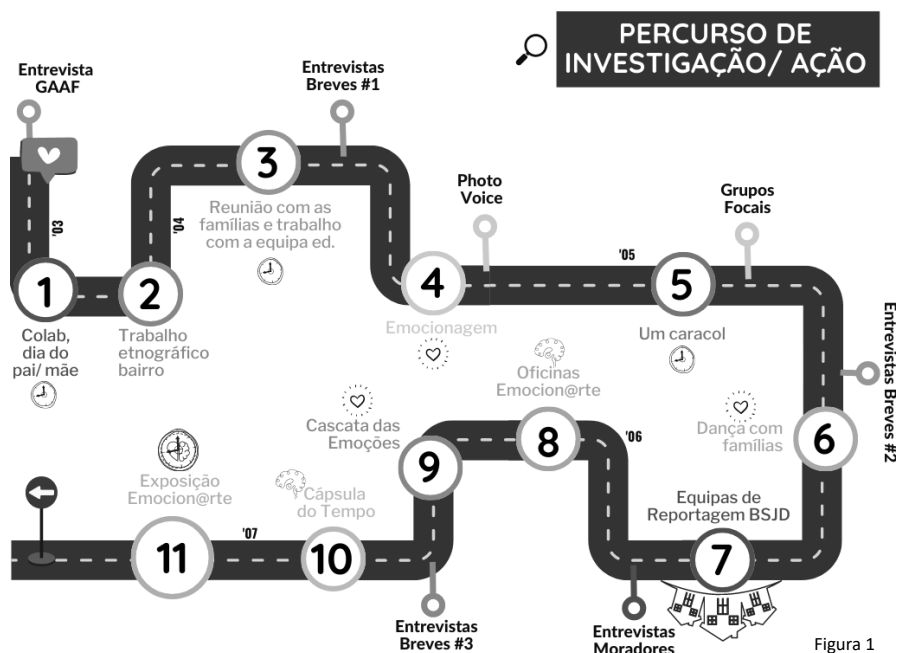 PERCURSO DE
INVESTIGAÇÃO/ AÇÃO
Entrevista
GAAF
'03
1
Colab,
dia do
pai/ mãe
2
Trabalho
etnográfico
bairro
'04
3
Reunião com as
famílias e trabalho
com a equipa ed.
Entrevistas
Breves #1
4
Emocionagem
Photo
Voice
'05
5
Um caracol
Grupos
Focais
Entrevistas Breves #2
6
Dança com
famílias
7
Equipas de
Reportagem BSJD
Entrevistas
Moradores
'06
8
Oficinas
Emocion@rte
9
Cascata das
Emoções
Entrevistas
Breves #3
10
Cápsula
do Tempo
'07
11
Exposição
Emocion@rte
Figura 1